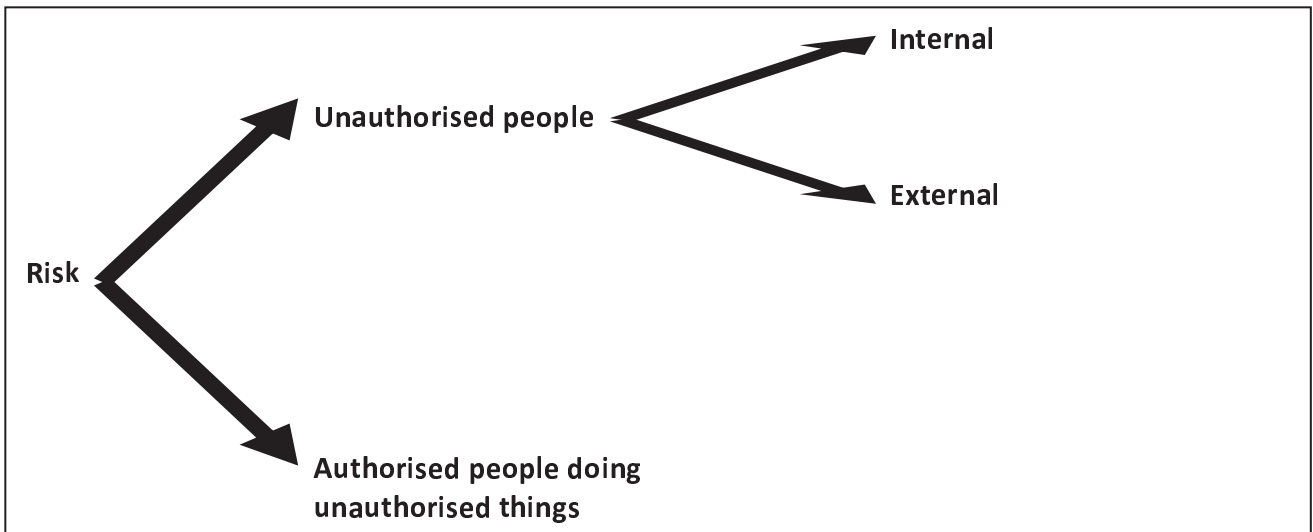 Internal
Unauthorised people
External
Risk
Authorised people doing
unauthorised things